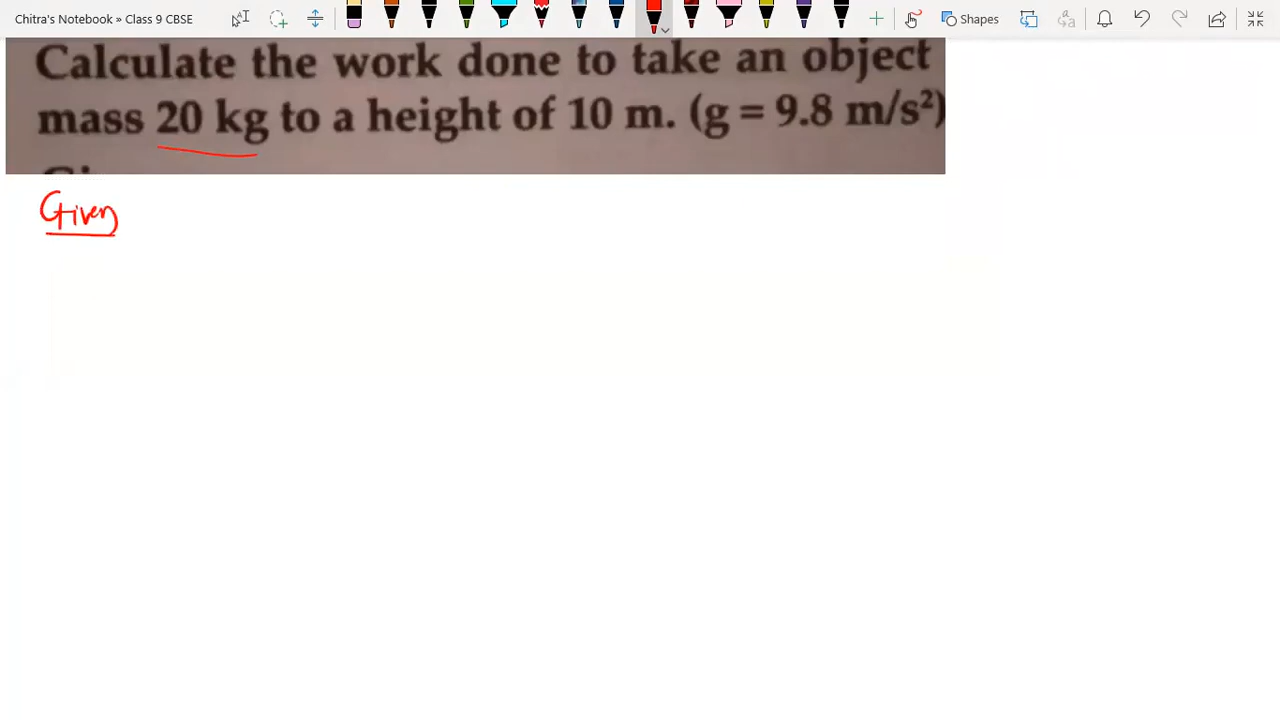 Chitra's Notebook » Class 9 CBSE
Shapes
Calculate the work done to take an object
mass 20 kg to a height of 10 m. (g = 9.8 m/s²)
Given